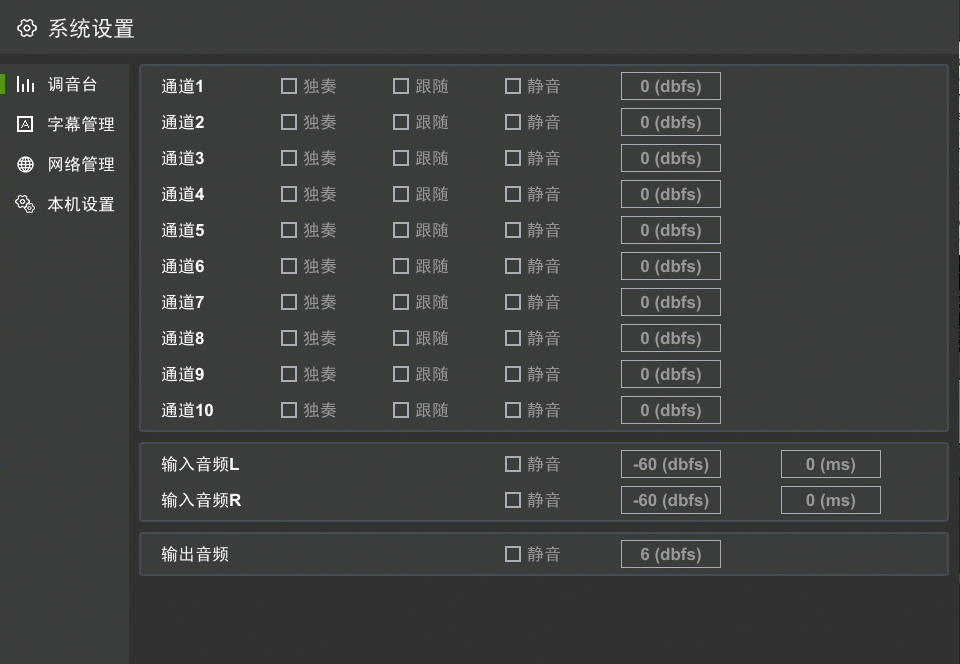 系统设置
调音台
字幕管理
网络管理
本机设置
通道1 独奏 跟随 静音 0 (dbfs)
通道2 独奏 跟随 静音 0 (dbfs)
通道3 独奏 跟随 静音 0 (dbfs)
通道4 独奏 跟随 静音 0 (dbfs)
通道5 独奏 跟随 静音 0 (dbfs)
通道6 独奏 跟随 静音 0 (dbfs)
通道7 独奏 跟随 静音 0 (dbfs)
通道8 独奏 跟随 静音 0 (dbfs)
通道9 独奏 跟随 静音 0 (dbfs)
通道10 独奏 跟随 静音 0 (dbfs)
输入音频L 静音 -60 (dbfs) 0 (ms)
输入音频R 静音 -60 (dbfs) 0 (ms)
输出音频 静音 6 (dbfs)